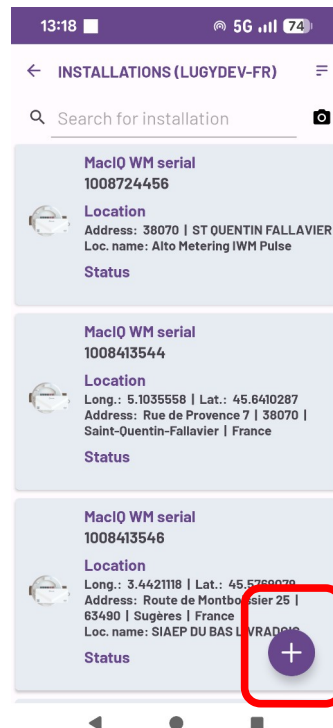 13:18
5G
74
INSTALLATIONS (LUGYDEV-FR)
Search for installation
MacIQ WM serial
1008724456
Location
Address: 38070 | ST QUENTIN FALLAVIER
Loc. name: Alto Metering IWM Pulse
Status
MacIQ WM serial
1008413544
Location
Long.: 5.1035558 | Lat.: 45.6410287
Address: Rue de Provence 7 | 38070 |
Saint-Quentin-Fallavier | France
Status
MacIQ WM serial
1008413546
Location
Long.: 3.4421118 | Lat.:
Address: Route de Montboissier 25 |
63490 | Sugères | France
Loc. name: SIAEP DU BAS LIVRADOIS
Status
+